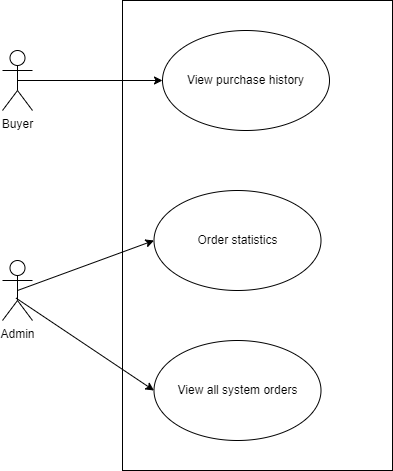 View purchase history
Buyer
Order statistics
Admin
View all system orders